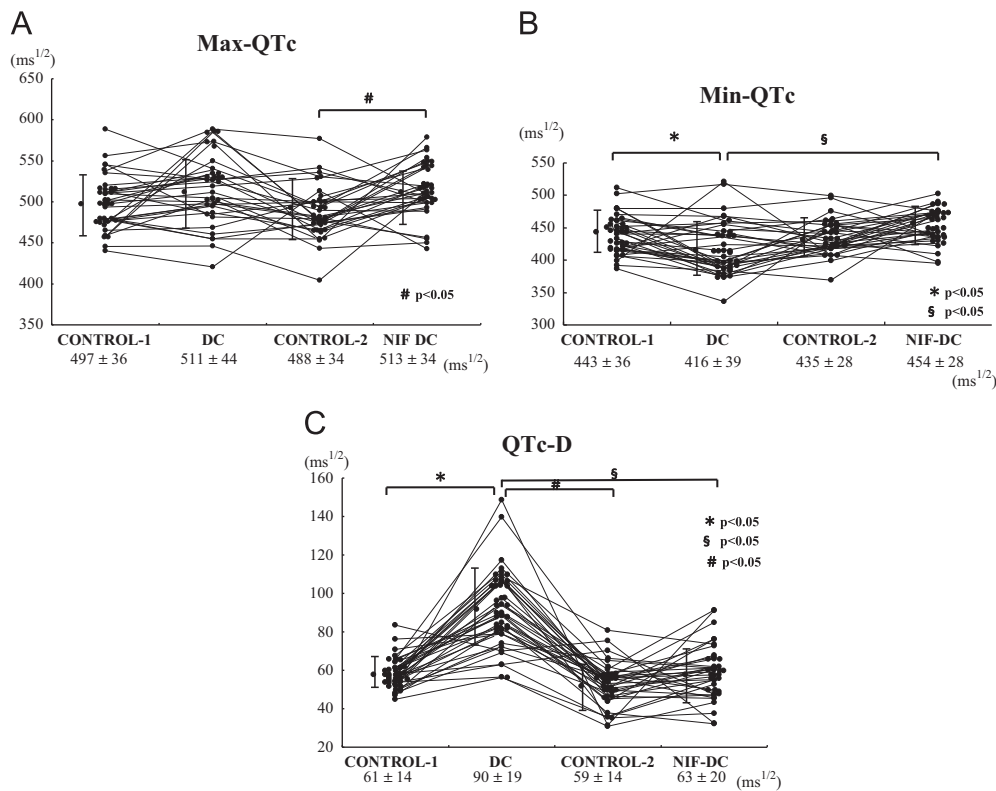 A
Max-QTc
(ms1/2)
650
600
550
500
450
400
350
#
# p<0.05
CONTROL-1 DC CONTROL-2 NIF DC
497 ± 36 511 ± 44 488 ± 34 513 ± 34 (ms1/2)
B
Min-QTc
(ms1/2)
550
500
450
400
350
300
* §
* p<0.05
§ p<0.05
CONTROL-1 DC CONTROL-2 NIF-DC
443 ± 36 416 ± 39 435 ± 28 454 ± 28
(ms1/2)
C
QTc-D
(ms1/2)
160
140
120
100
80
60
40
20
* # §
* p<0.05
§ p<0.05
# p<0.05
CONTROL-1 DC CONTROL-2 NIF-DC
61 ± 14 90 ± 19 59 ± 14 63 ± 20 (ms1/2)